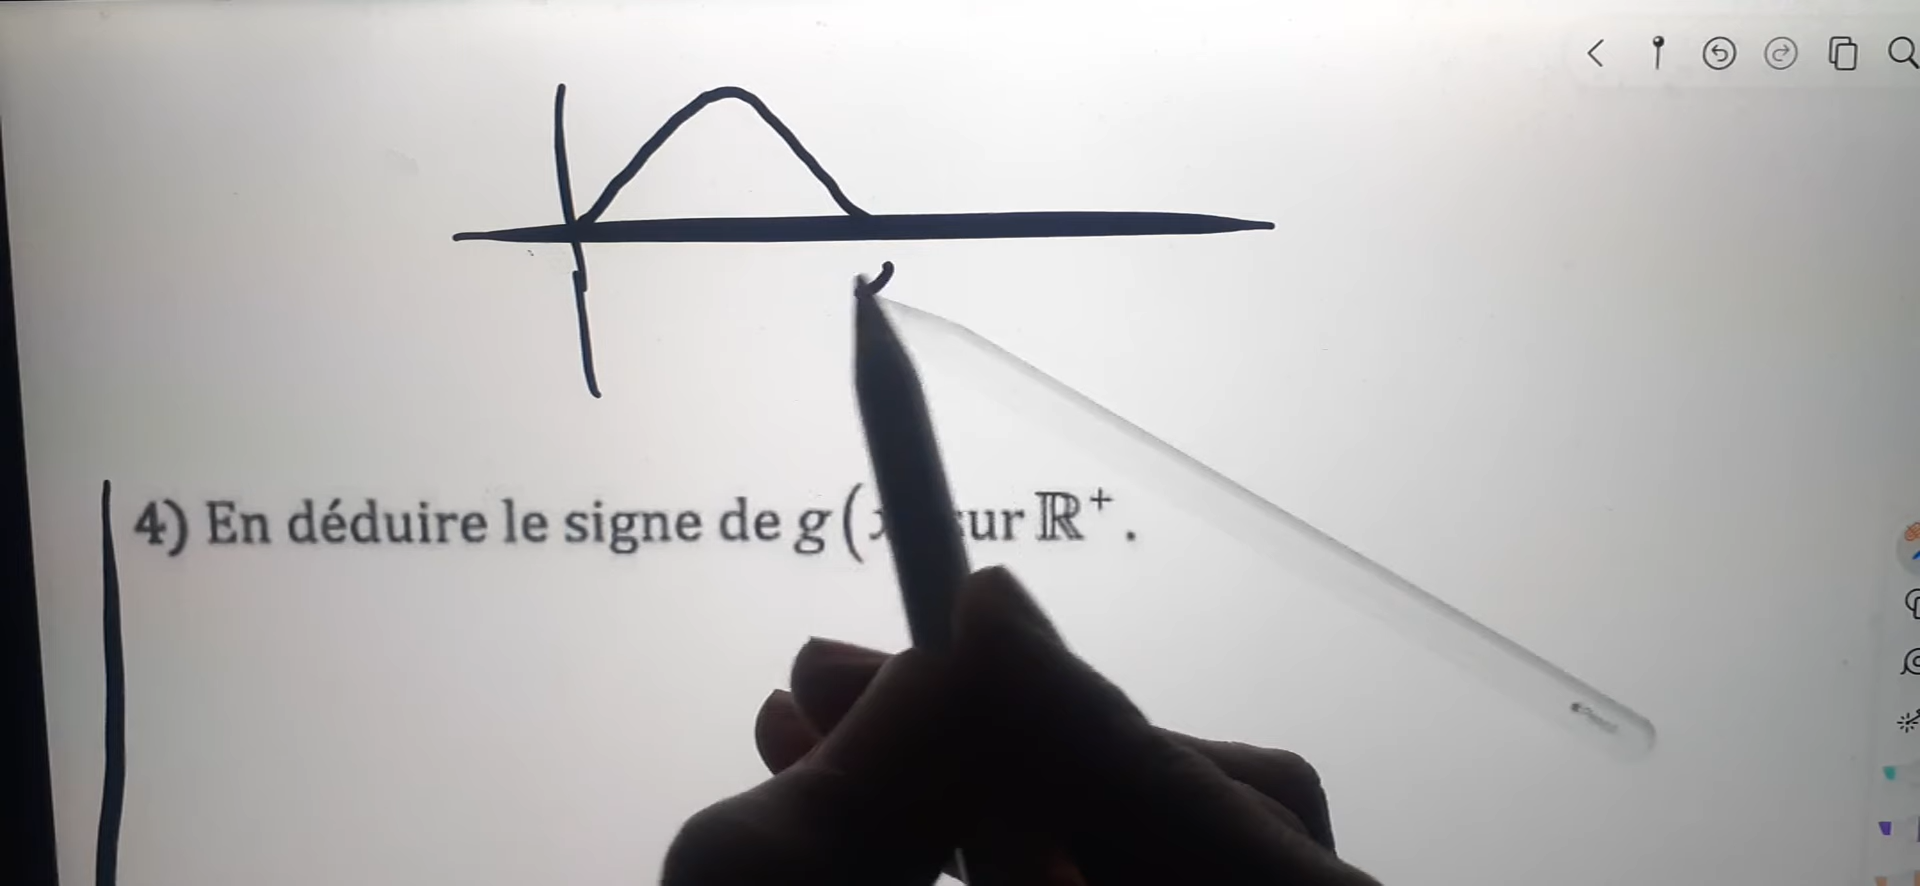 4) En déduire le signe de g ( ur ℝ⁺ .